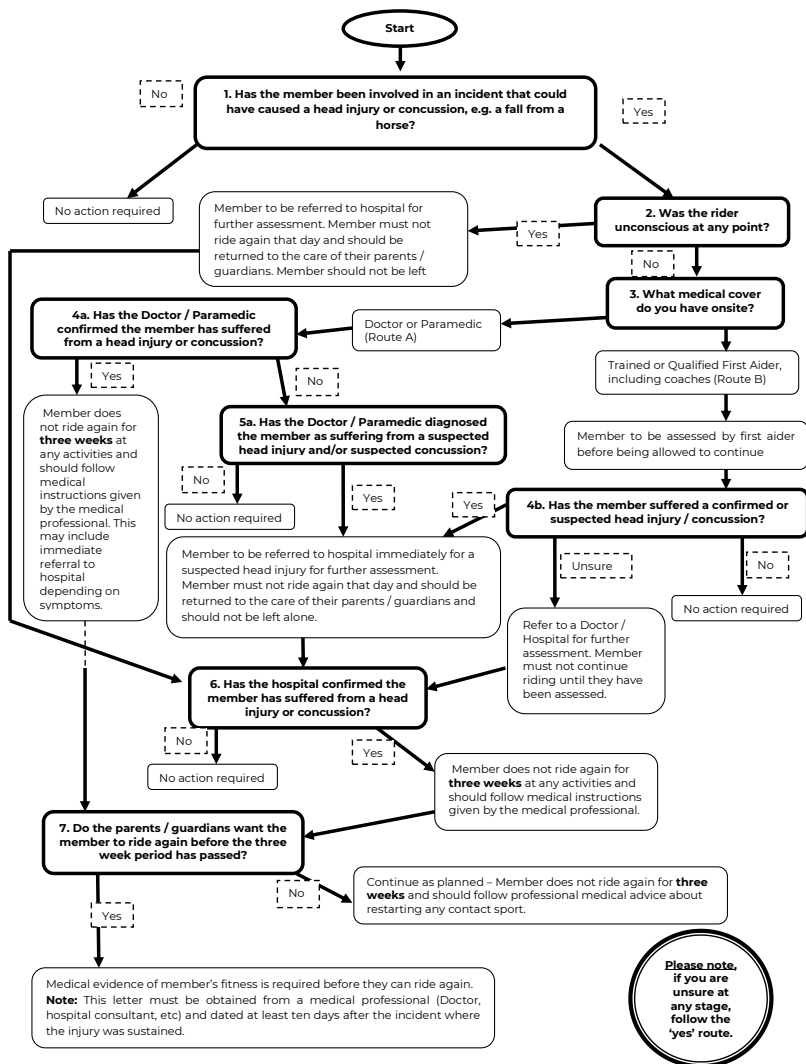 Start
No
1. Has the member been involved in an incident that could
have caused a head injury or concussion, e.g. a fall from a
horse?
Yes
No action required
Member to be referred to hospital for
further assessment. Member must not
ride again that day and should be
returned to the care of their parents /
guardians. Member should not be left
Yes
2. Was the rider
unconscious at any point?
No
3. What medical cover
do you have onsite?
4a. Has the Doctor / Paramedic
confirmed the member has suffered
from a head injury or concussion?
Doctor or Paramedic
(Route A)
Trained or Qualified First Aider,
including coaches (Route B)
Yes
No
Member does
not ride again for
three weeks at
any activities and
should follow
medical
instructions given
by the medical
professional. This
may include
immediate
referral to
hospital
depending on
symptoms.
5a. Has the Doctor / Paramedic diagnosed
the member as suffering from a suspected
head injury and/or suspected concussion?
Member to be assessed by first aider
before being allowed to continue
No
Yes
No action required
Yes
4b. Has the member suffered a confirmed or
suspected head injury / concussion?
Member to be referred to hospital immediately for a
suspected head injury for further assessment.
Member must not ride again that day and should be
returned to the care of their parents / guardians and
should not be left alone.
Unsure
No
No action required
Refer to a Doctor /
Hospital for further
assessment. Member
must not continue
riding until they have
been assessed.
6. Has the hospital confirmed the
member has suffered from a head
injury or concussion?
No
Yes
No action required
Member does not ride again for
three weeks at any activities and
should follow medical instructions
given by the medical professional.
7. Do the parents / guardians want the
member to ride again before the three
week period has passed?
No
Yes
Continue as planned – Member does not ride again for three
weeks and should follow professional medical advice about
restarting any contact sport.
Medical evidence of member's fitness is required before they can ride again.
Note: This letter must be obtained from a medical professional (Doctor,
hospital consultant, etc) and dated at least ten days after the incident where
the injury was sustained.
Please note,
if you are
unsure at
any stage,
follow the
'yes' route.